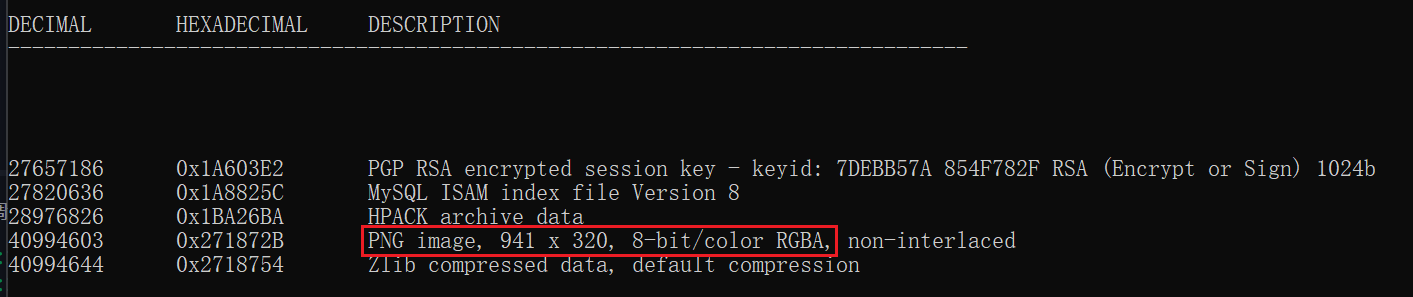 DECIMAL HEXADECIMAL DESCRIPTION
--------------------------------------------------------------------------------
27657186 0x1A603E2 PGP RSA encrypted session key - keyid: 7DEBB57A 854F782F RSA (Encrypt or Sign) 1024b
27820636 0x1A8825C MySQL ISAM index file Version 8
28976826 0x1BA26BA HPACK archive data
40994603 0x271872B PNG image, 941 x 320, 8-bit/color RGBA, non-interlaced
40994644 0x2718754 Zlib compressed data, default compression